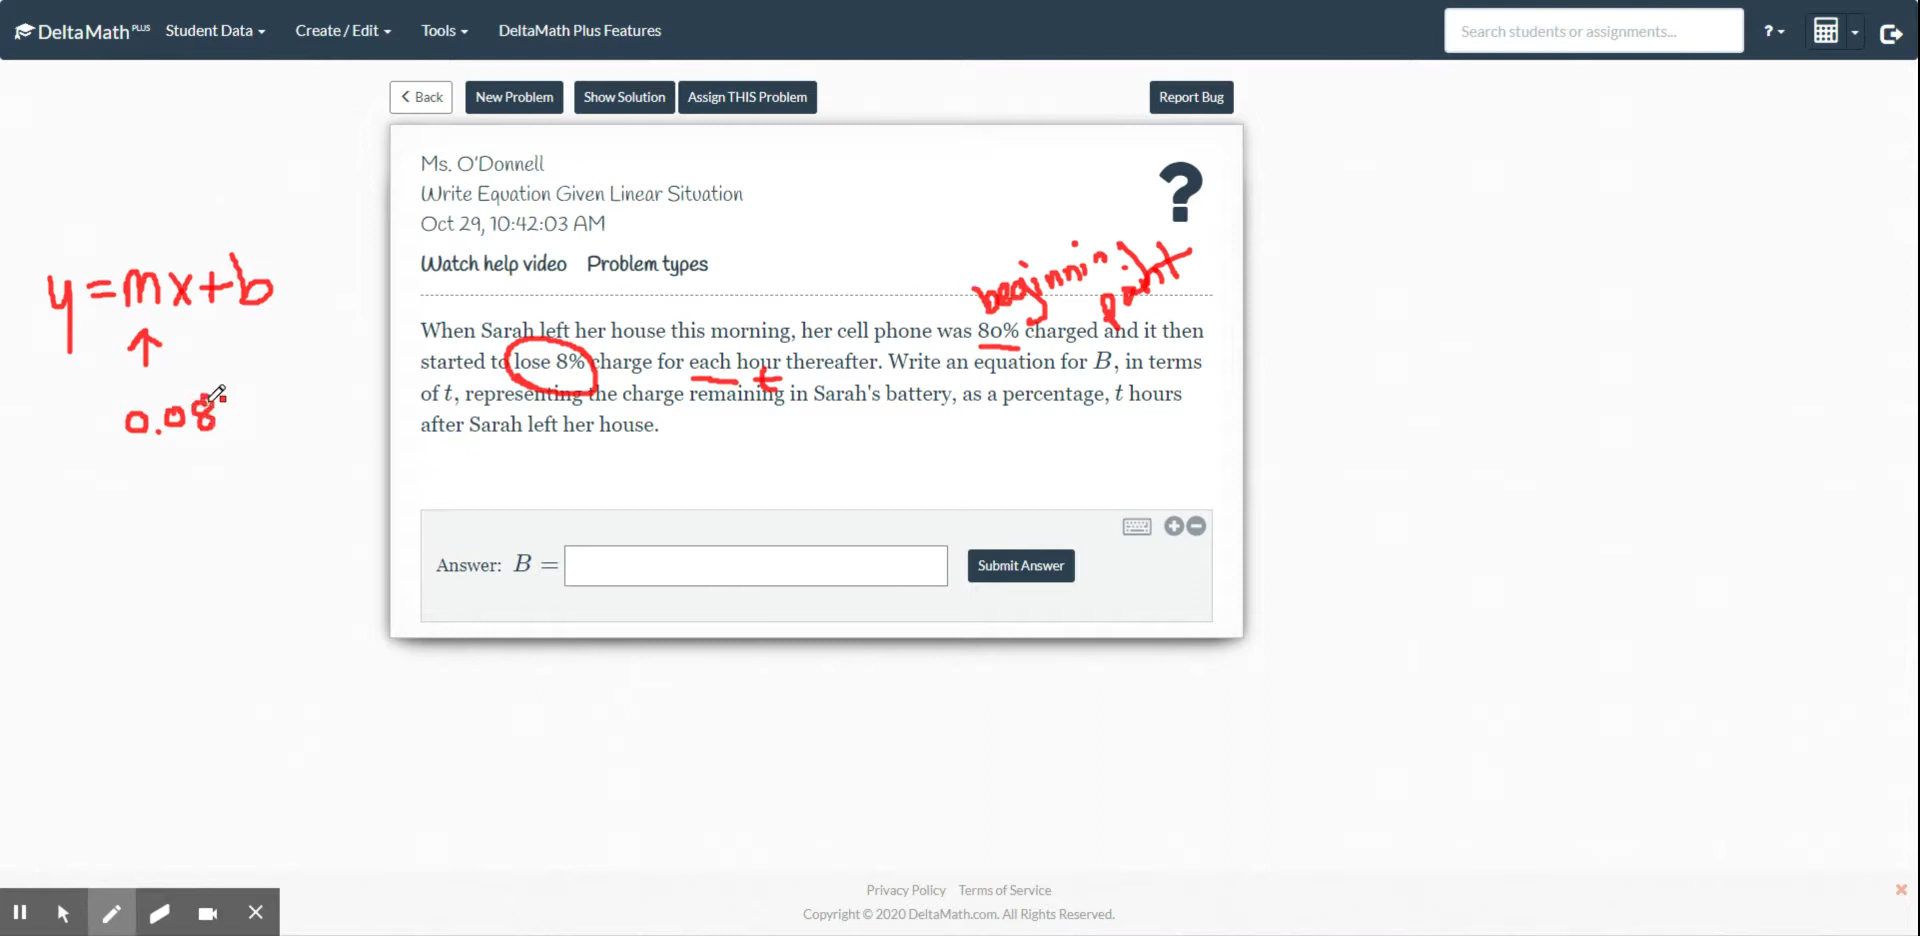 DeltaMath PLUS Student Data Create / Edit Tools DeltaMath Plus Features Search students or assignments... ?
Back New Problem Show Solution Assign THIS Problem Report Bug
Ms. O'Donnell
Write Equation Given Linear Situation
Oct 29, 10:42:03 AM
?
Watch help video Problem types
beginnin
point
y=mx+b
When Sarah left her house this morning, her cell phone was 80% charged and it then
started to lose 8% charge for each hour thereafter. Write an equation for B, in terms
t
of t, representing the charge remaining in Sarah's battery, as a percentage, t hours
after Sarah left her house.
0.08
Answer: B = Submit Answer
Privacy Policy Terms of Service
Copyright © 2020 DeltaMath.com. All Rights Reserved.